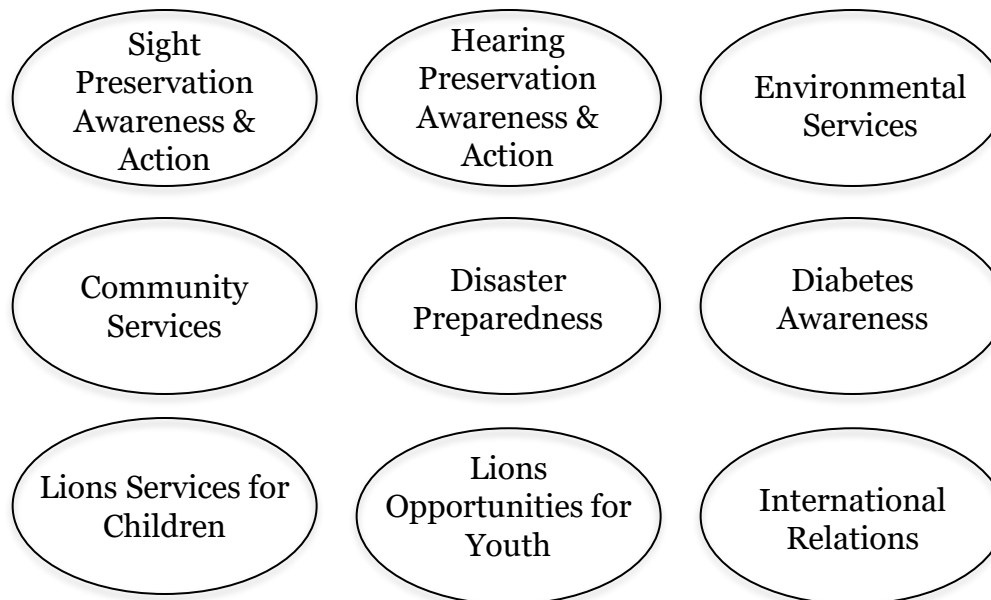 Sight
Preservation
Awareness &
Action
Hearing
Preservation
Awareness &
Action
Environmental
Services
Community
Services
Disaster
Preparedness
Diabetes
Awareness
Lions Services for
Children
Lions
Opportunities for
Youth
International
Relations